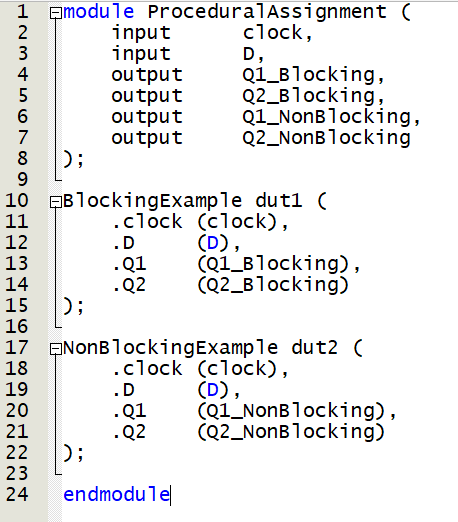 1 module ProceduralAssignment (
2     input     clock,
3     input     D,
4     output    Q1_Blocking,
5     output    Q2_Blocking,
6     output    Q1_NonBlocking,
7     output    Q2_NonBlocking
8 );
9
10 BlockingExample dut1 (
11     .clock (clock),
12     .D     (D),
13     .Q1    (Q1_Blocking),
14     .Q2    (Q2_Blocking)
15 );
16
17 NonBlockingExample dut2 (
18     .clock (clock),
19     .D     (D),
20     .Q1    (Q1_NonBlocking),
21     .Q2    (Q2_NonBlocking)
22 );
23
24 endmodule